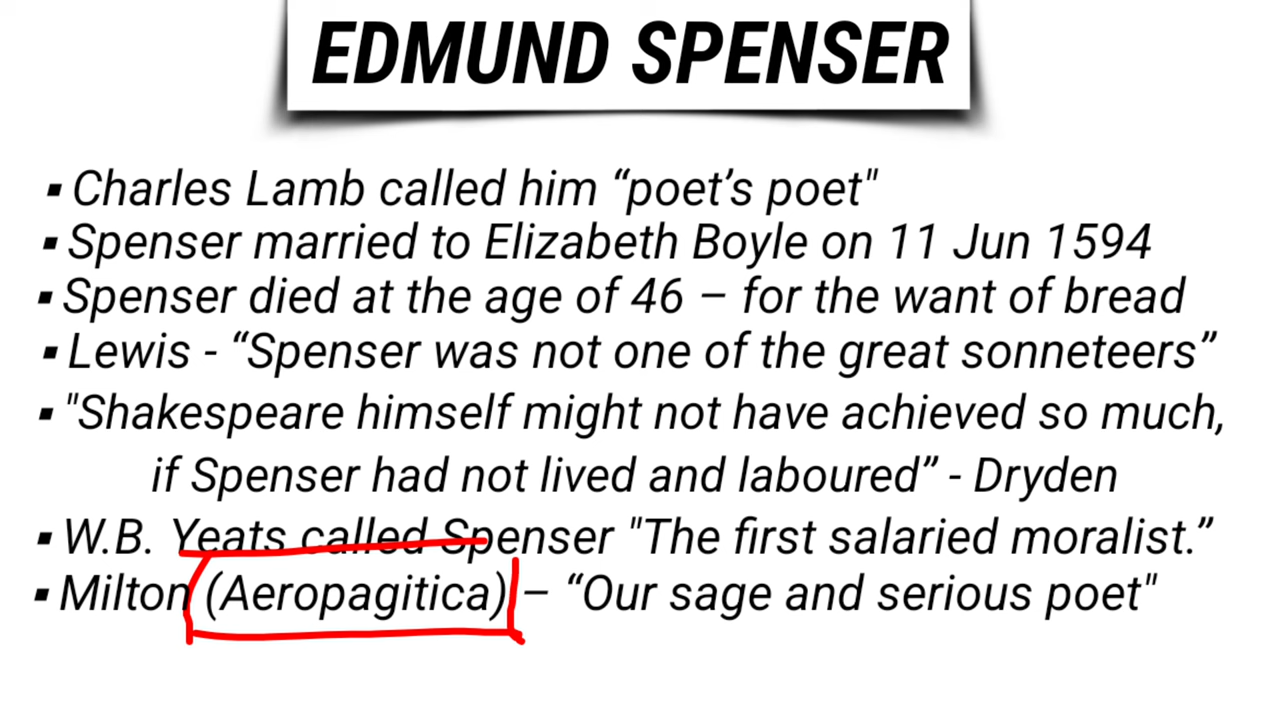 EDMUND SPENSER
▪ Charles Lamb called him “poet’s poet"
▪ Spenser married to Elizabeth Boyle on 11 Jun 1594
▪ Spenser died at the age of 46 – for the want of bread
▪ Lewis - “Spenser was not one of the great sonneteers”
▪ "Shakespeare himself might not have achieved so much,
if Spenser had not lived and laboured” - Dryden
▪ W.B. Yeats called Spenser "The first salaried moralist.”
▪ Milton (Aeropagitica) – “Our sage and serious poet"